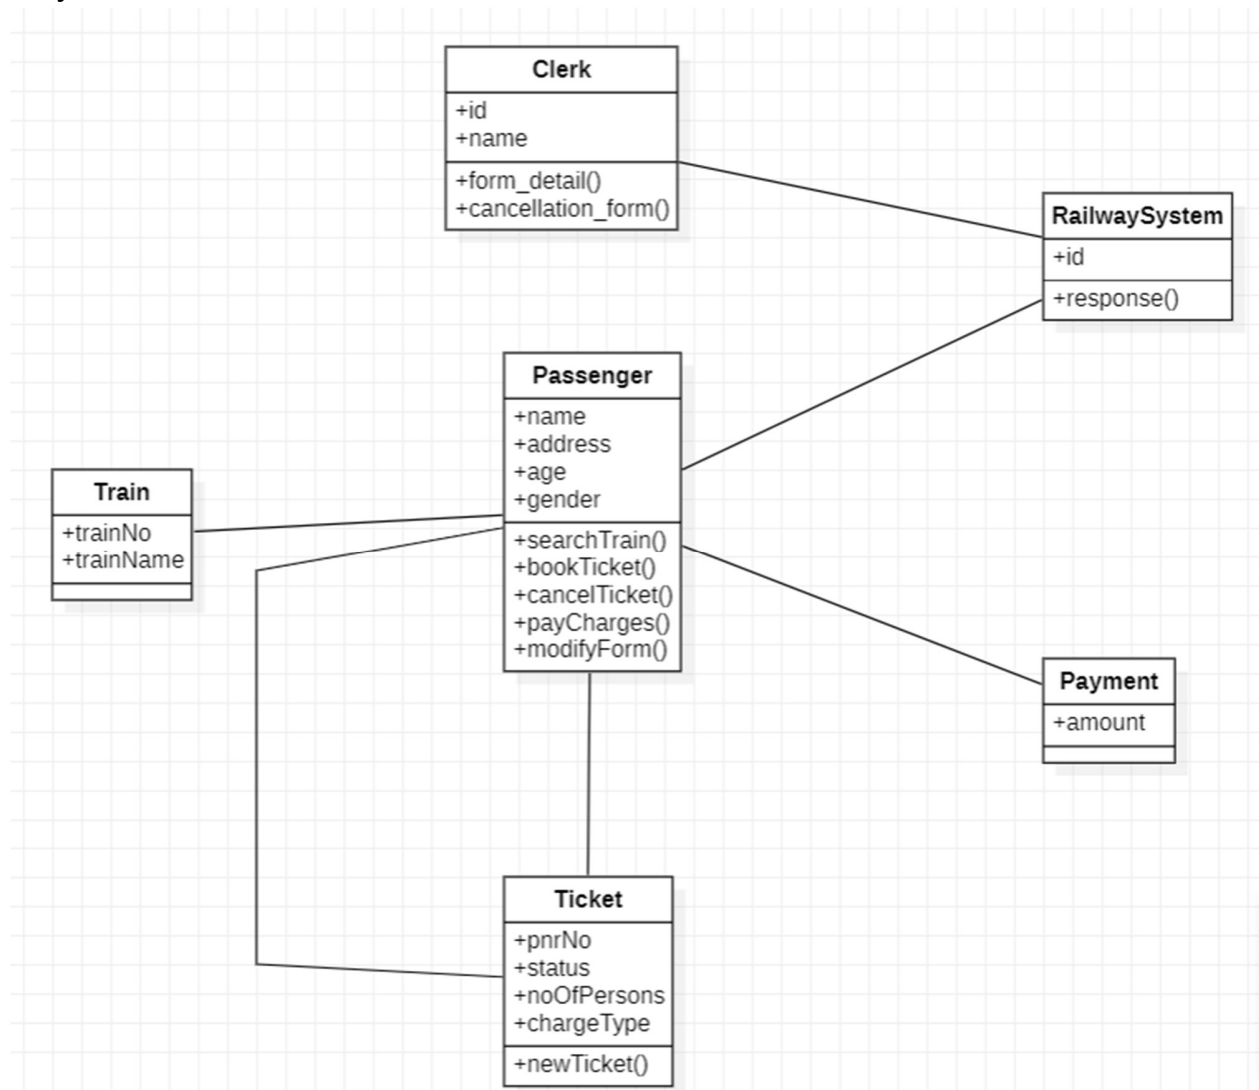 Clerk
+id
+name
+form_detail()
+cancellation_form()
RailwaySystem
+id
+response()
Passenger
+name
+address
+age
+gender
+searchTrain()
+bookTicket()
+cancelTicket()
+payCharges()
+modifyForm()
Train
+trainNo
+trainName
Payment
+amount
Ticket
+pnrNo
+status
+noOfPersons
+chargeType
+newTicket()